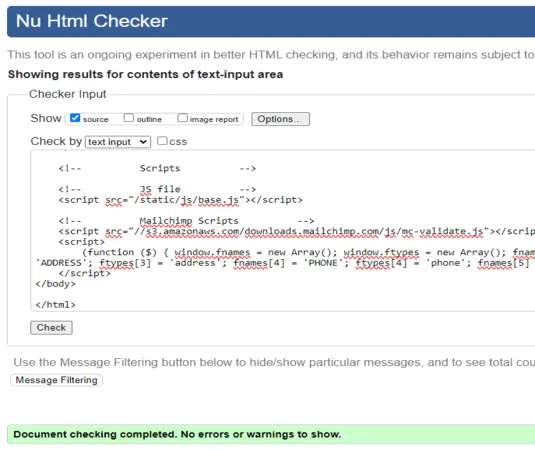 Nu Html Checker
This tool is an ongoing experiment in better HTML checking, and its behavior remains subject to
Showing results for contents of text-input area
Checker Input
Show source outline image report Options...
Check by text input css
<!-- Scripts -->
<!-- JS file -->
<script src="/static/js/base.js"></script>
<!-- Mailchimp Scripts -->
<script src="//s3.amazonaws.com/downloads.mailchimp.com/js/mc-validate.js"></scrip
<script>
(function ($) { window.fnames = new Array(); window.ftypes = new Array(); fnam
'ADDRESS'; ftypes[3] = 'address'; fnames[4] = 'PHONE'; ftypes[4] = 'phone'; fnames[5]
</script>
</body>
</html>
Check
Use the Message Filtering button below to hide/show particular messages, and to see total cou
Message Filtering
Document checking completed. No errors or warnings to show.